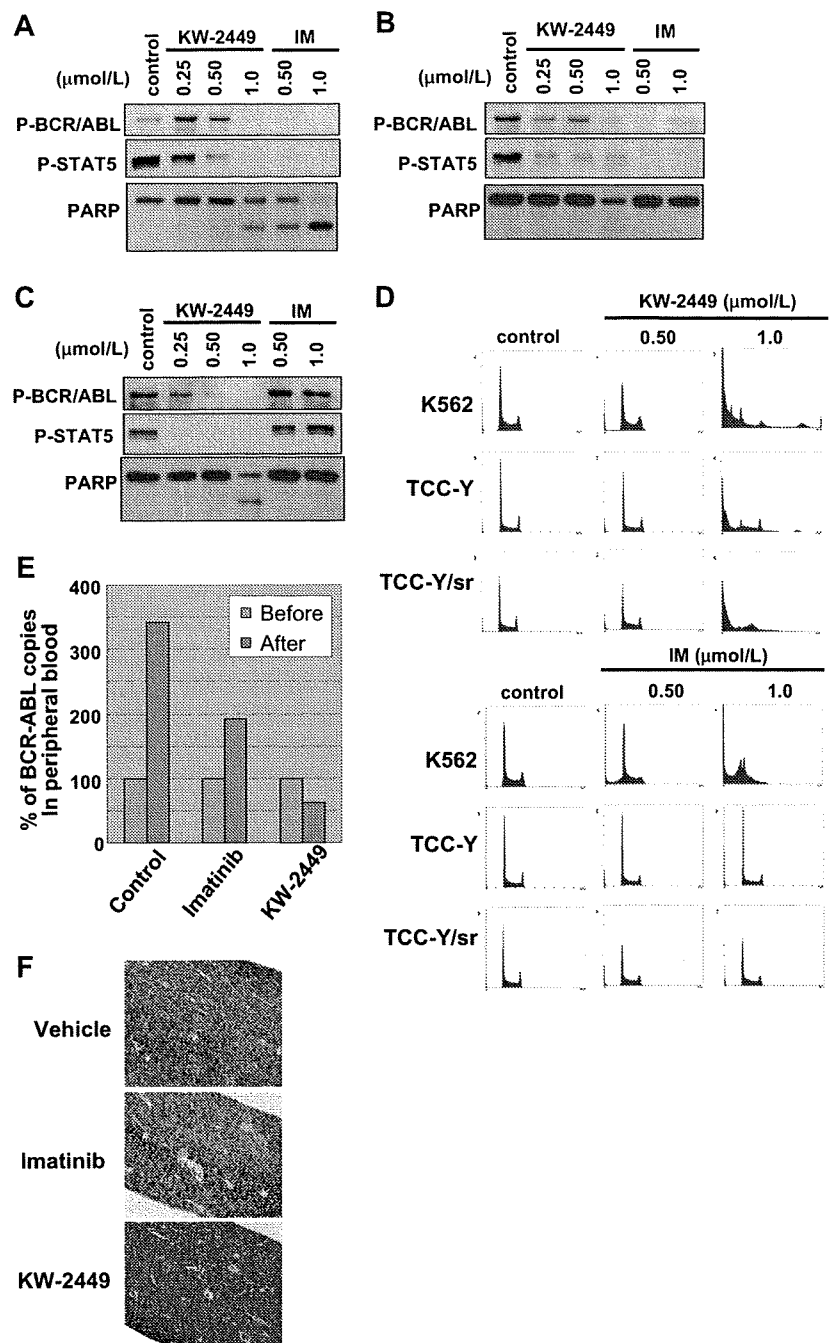 A
KW-2449 IM
(μmol/L) control 0.25 0.50 1.0 0.50 1.0
P-BCR/ABL
P-STAT5
PARP
B
KW-2449 IM
(μmol/L) control 0.25 0.50 1.0 0.50 1.0
P-BCR/ABL
P-STAT5
PARP
C
KW-2449 IM
(μmol/L) control 0.25 0.50 1.0 0.50 1.0
P-BCR/ABL
P-STAT5
PARP
D
KW-2449 (μmol/L)
control 0.50 1.0
K562
TCC-Y
TCC-Y/sr
IM (μmol/L)
control 0.50 1.0
K562
TCC-Y
TCC-Y/sr
E
% of BCR-ABL copies
In peripheral blood
400
300
200
100
0
Before
After
Control Imatinib KW-2449
F
Vehicle
Imatinib
KW-2449